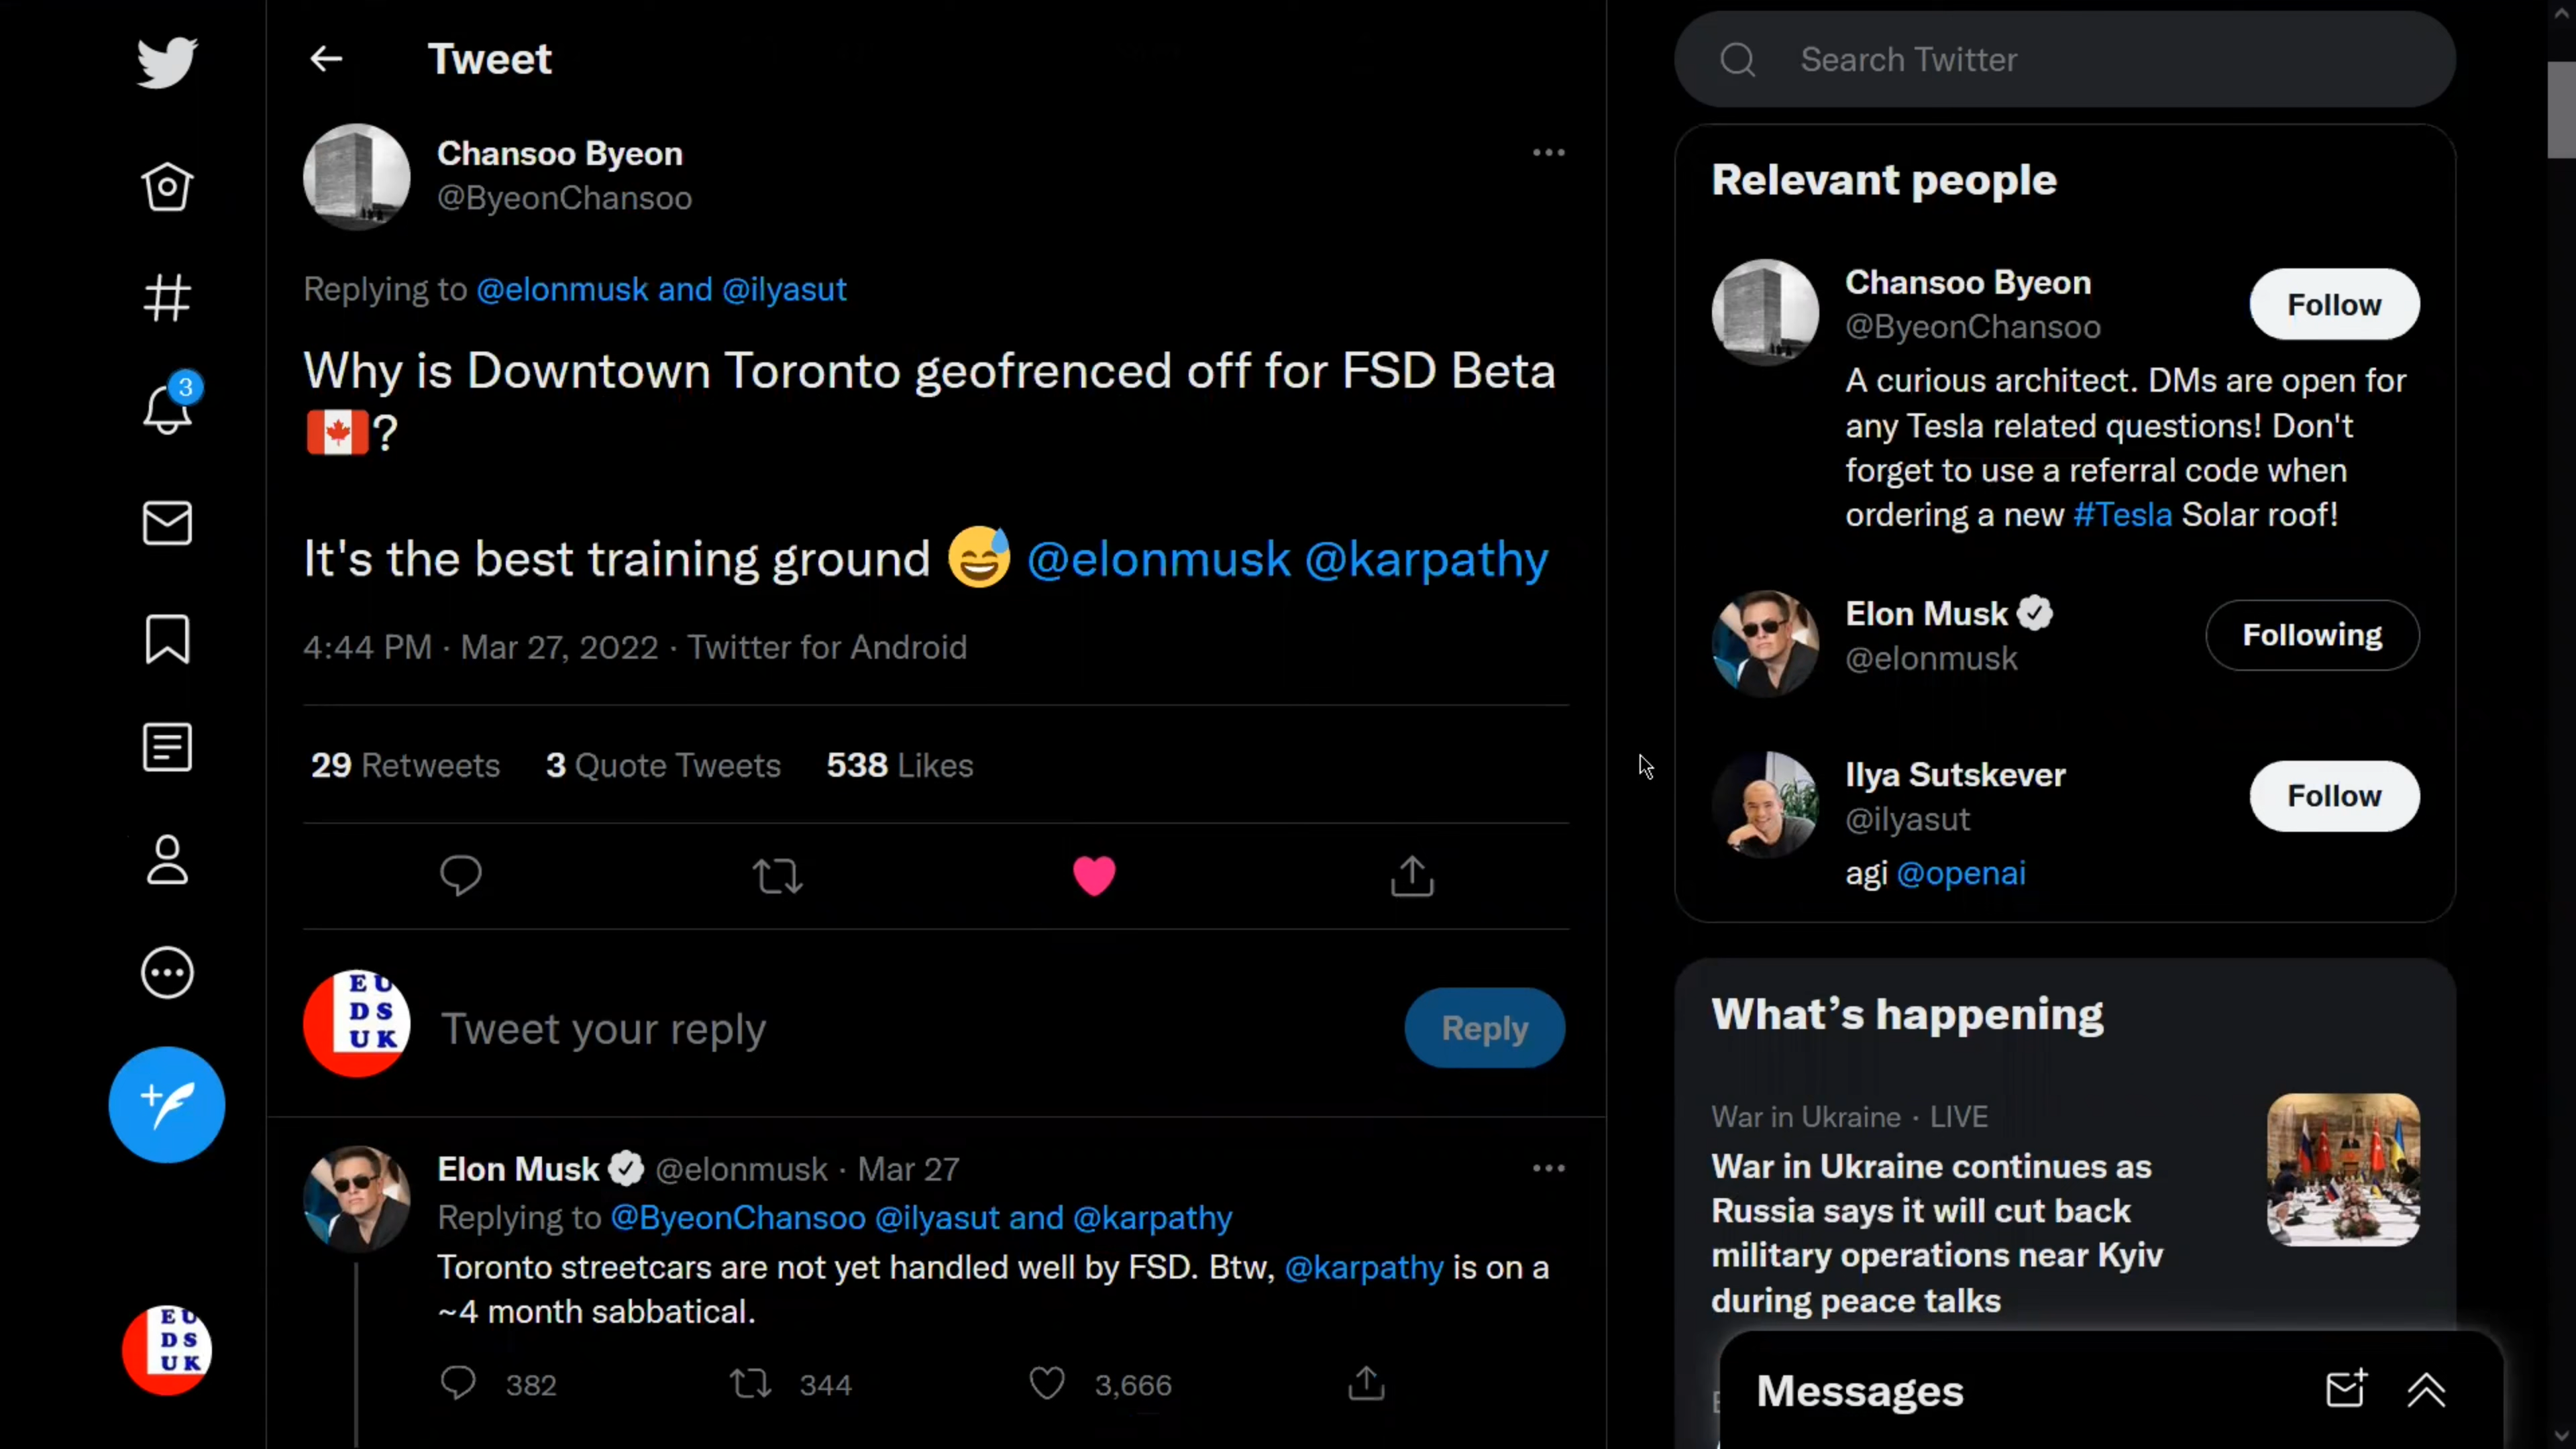 Tweet
Chansoo Byeon
@ByeonChansoo
Replying to @elonmusk and @ilyasut
Why is Downtown Toronto geofrenced off for FSD Beta
🇨🇦?
It's the best training ground 😅 @elonmusk @karpathy
4:44 PM · Mar 27, 2022 · Twitter for Android
29 Retweets 3 Quote Tweets 538 Likes
EU
DS
UK
Tweet your reply
Reply
Elon Musk @elonmusk · Mar 27
Replying to @ByeonChansoo @ilyasut and @karpathy
Toronto streetcars are not yet handled well by FSD. Btw, @karpathy is on a
~4 month sabbatical.
382 344 3,666
3
EU
DS
UK
Search Twitter
Relevant people
Chansoo Byeon
@ByeonChansoo
Follow
A curious architect. DMs are open for
any Tesla related questions! Don't
forget to use a referral code when
ordering a new #Tesla Solar roof!
Elon Musk
@elonmusk
Following
Ilya Sutskever
@ilyasut
Follow
agi @openai
What's happening
War in Ukraine · LIVE
War in Ukraine continues as
Russia says it will cut back
military operations near Kyiv
during peace talks
Messages